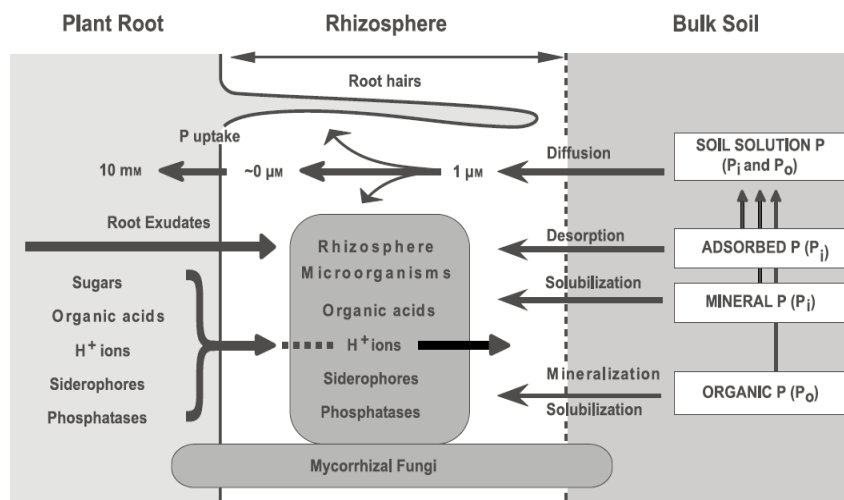 Plant Root
Rhizosphere
Bulk Soil
Root hairs
P uptake
10 mM
~0 µM
1 µM
Diffusion
SOIL SOLUTION P
(Pi and Po)
Root Exudates
Desorption
ADSORBED P (Pi)
Solubilization
MINERAL P (Pi)
Mineralization
Solubilization
ORGANIC P (Po)
Sugars
Organic acids
H+ ions
Siderophores
Phosphatases
Rhizosphere
Microorganisms
Organic acids
H+ ions
Siderophores
Phosphatases
Mycorrhizal Fungi